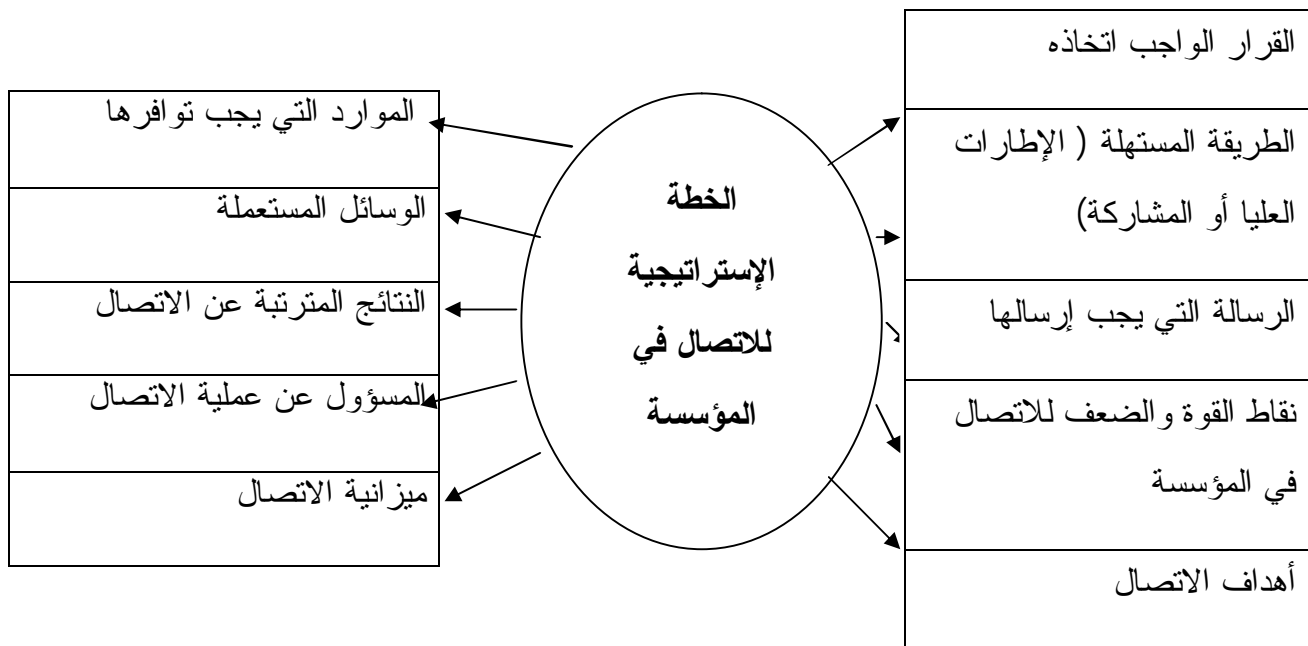 القرار الواجب اتخاذه
الطريقة المستهلة ( الإطارات
العليا أو المشاركة)
الرسالة التي يجب إرسالها
نقاط القوة والضعف للاتصال
في المؤسسة
أهداف الاتصال
الخطة
الإستراتيجية
للاتصال في
المؤسسة
الموارد التي يجب توافرها
الوسائل المستعملة
النتائج المترتبة عن الاتصال
المسؤول عن عملية الاتصال
ميزانية الاتصال